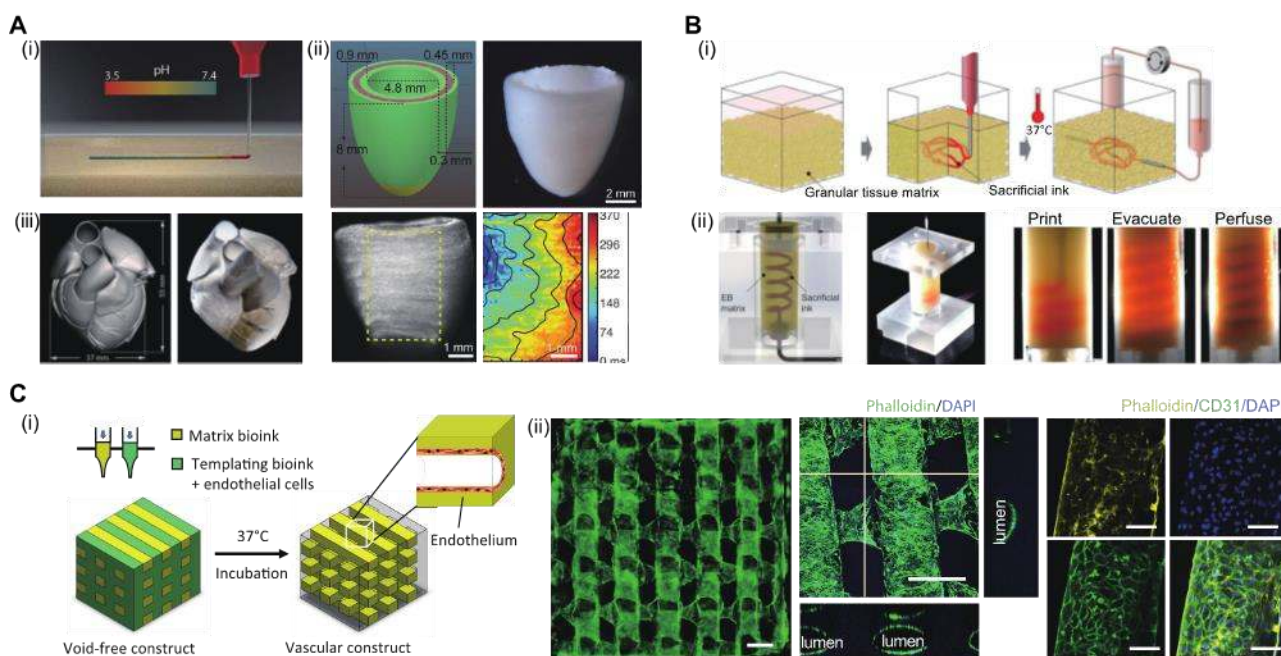 A
(i)
pH
3.5
7.4
(ii)
0.9 mm
0.45 mm
4.8 mm
8 mm
0.3 mm
2 mm
(iii)
37 mm
1 mm
1 mm
370
296
222
148
74
0 ms
B
(i)
37°C
Granular tissue matrix
Sacrificial ink
(ii)
EB
matrix
Sacrificial
ink
Print
Evacuate
Perfuse
C
(i)
Matrix bioink
Templating bioink
+ endothelial cells
37°C
Incubation
Endothelium
Void-free construct
Vascular construct
(ii)
Phalloidin/DAPI
lumen
lumen
lumen
Phalloidin/CD31/DAP